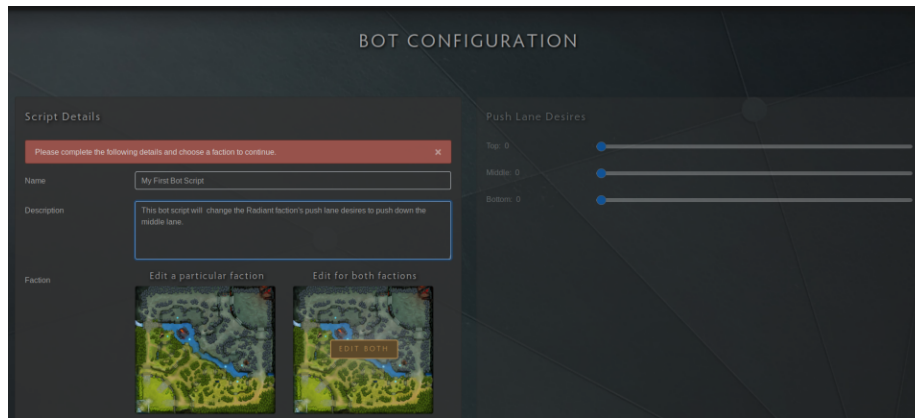 BOT CONFIGURATION
Script Details
Please complete the following details and choose a faction to continue.
×
Name
My First Bot Script
Description
This bot script will change the Radiant faction's push lane desires to push down the
middle lane.
Faction
Edit a particular faction
Edit for both factions
EDIT BOTH
Push Lane Desires
Top: 0
Middle: 0
Bottom: 0